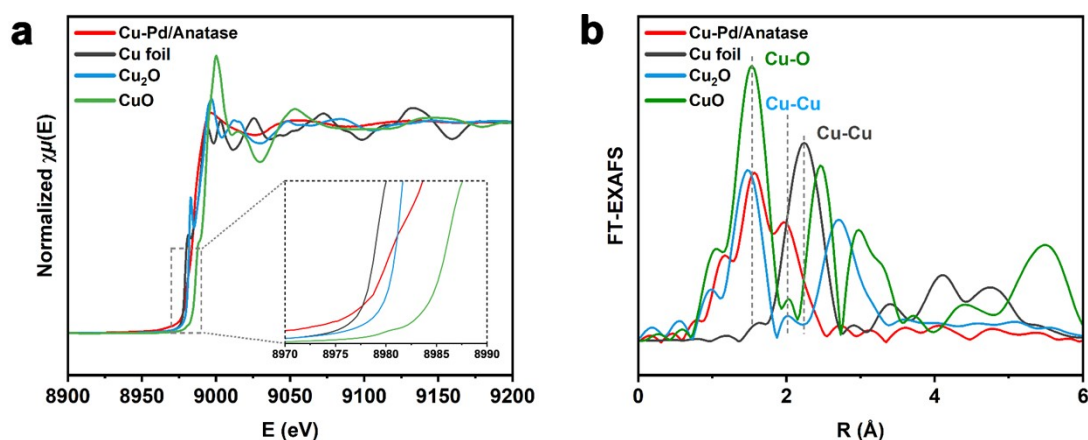 a
Cu-Pd/Anatase
Cu foil
Cu₂O
CuO
Normalized χμ(E)
8970 8975 8980 8985 8990
8900 8950 9000 9050 9100 9150 9200
E (eV)
b
Cu-Pd/Anatase
Cu foil
Cu₂O
CuO
Cu–O
Cu–Cu
Cu–Cu
FT-EXAFS
0 2 4 6
R (Å)